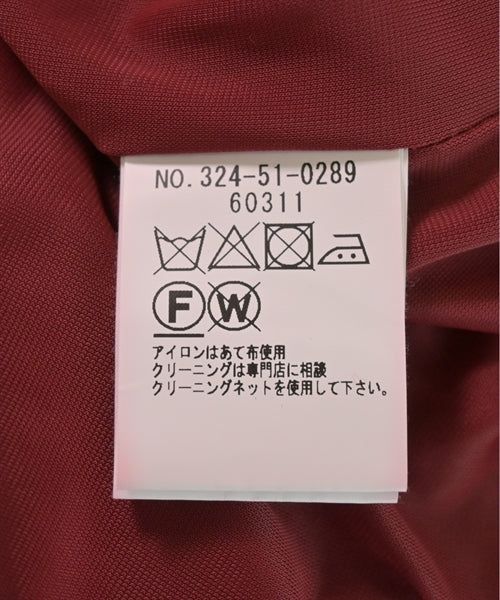 NO. 324-51-0289
60311
F W
アイロンはあて布使用
クリーニングは専門店に相談
クリーニングネットを使用して下さい。